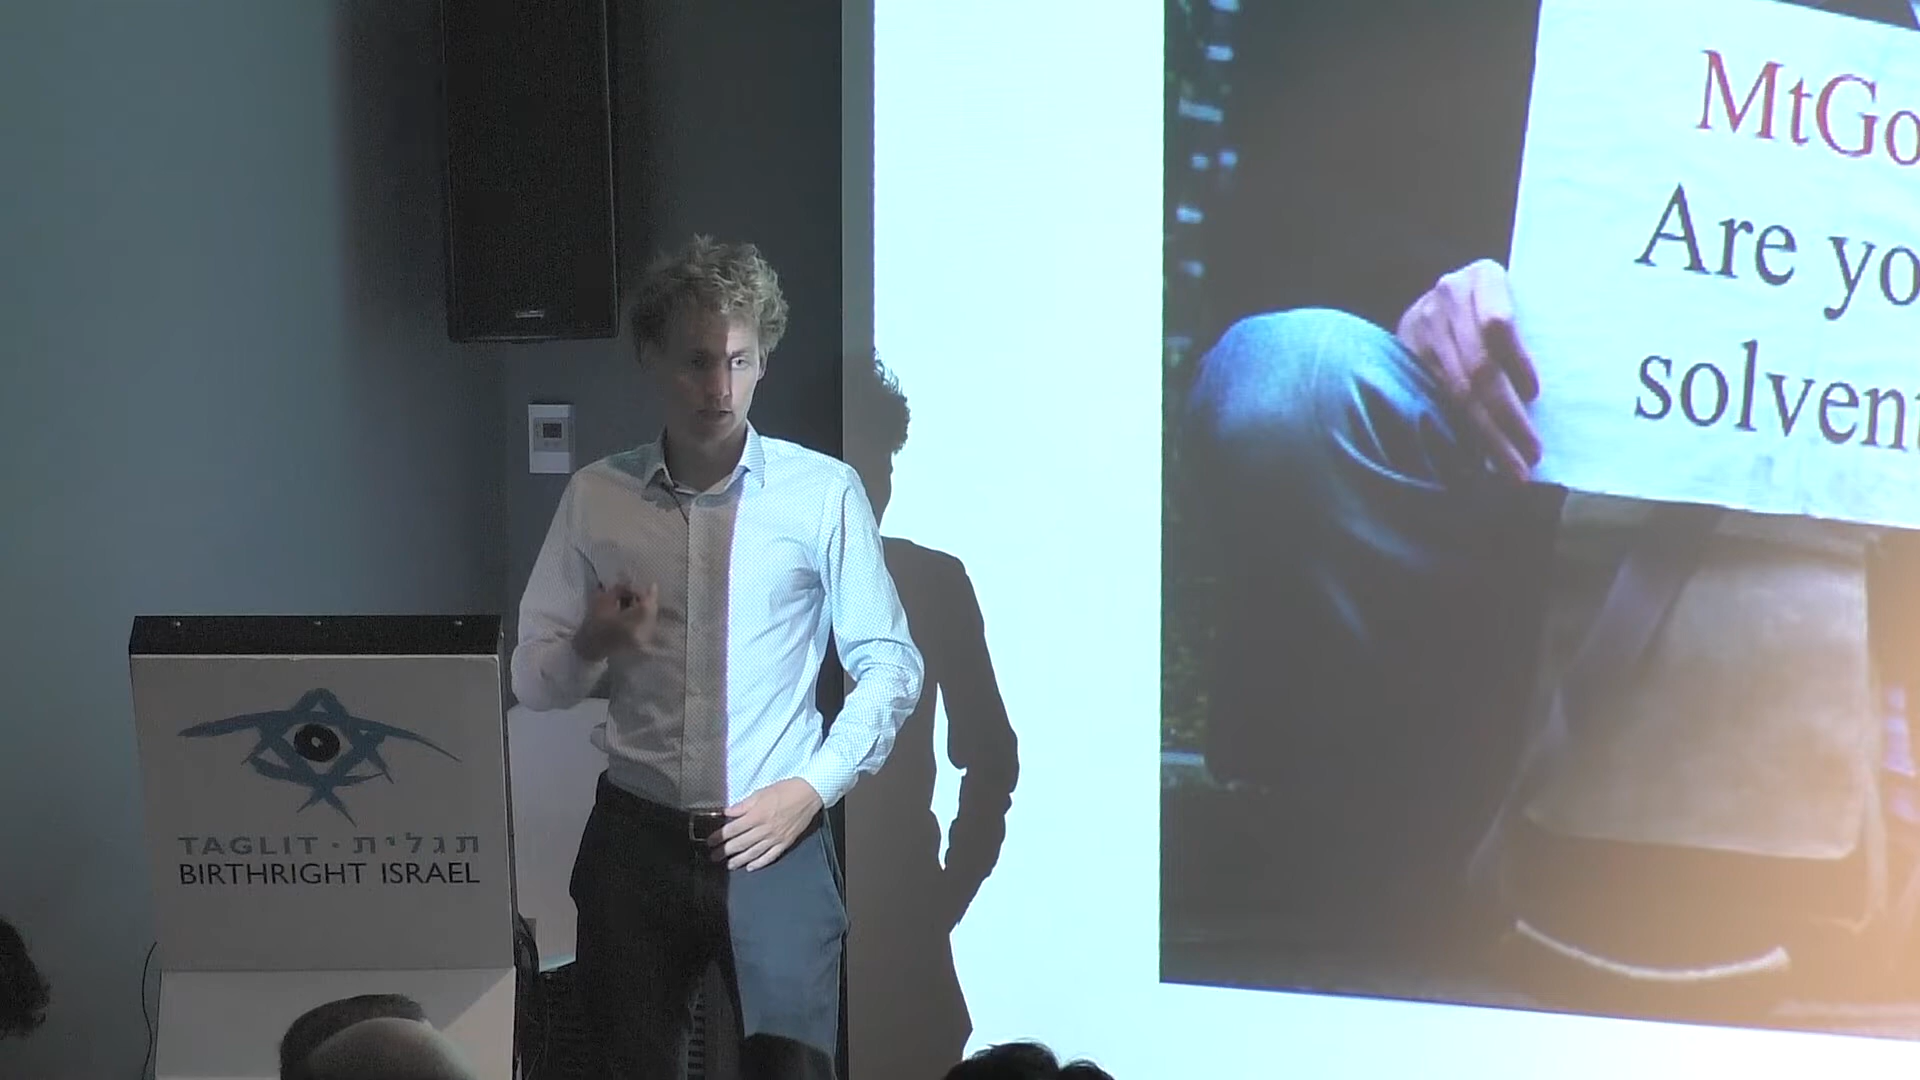 TAGLIT · תגלית
BIRTHRIGHT ISRAEL
MtGo
Are yo
solvent